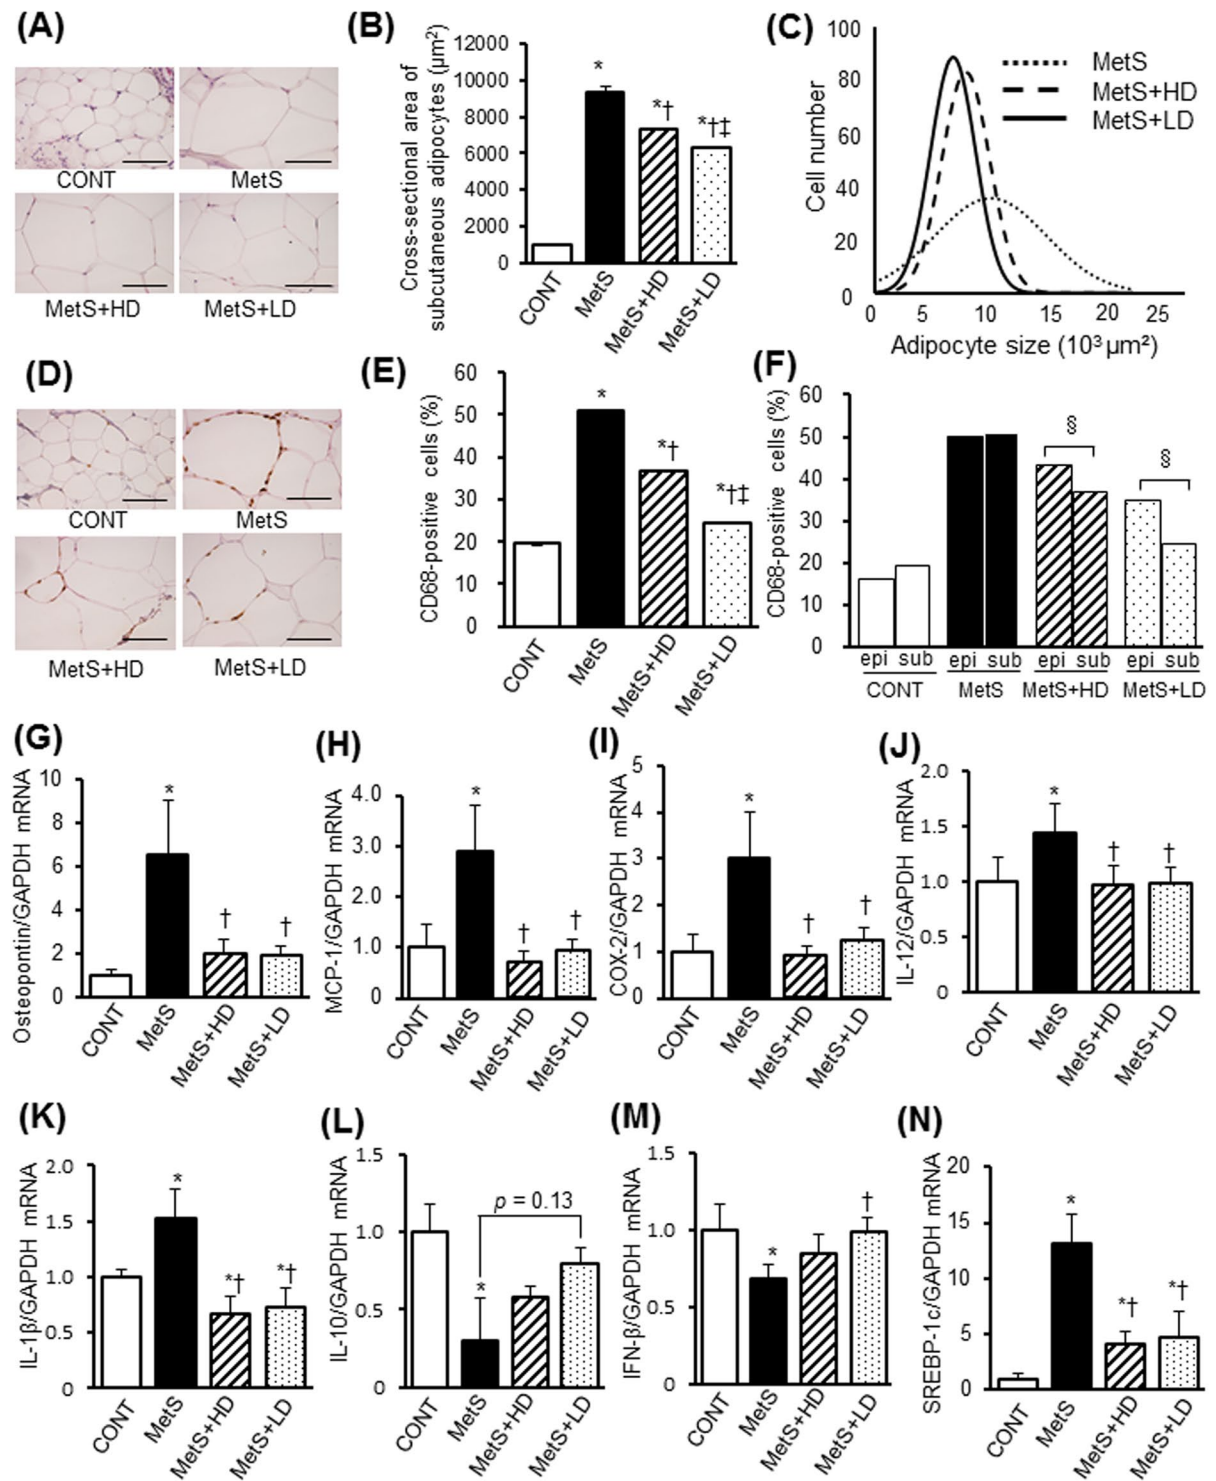 (A)
CONT
MetS
MetS+HD
MetS+LD
(B)
Cross-sectional area of
subcutaneous adipocytes (µm²)
12000
10000
8000
6000
4000
2000
0
*
*†
*†‡
CONT
MetS
MetS+HD
MetS+LD
(C)
Cell number
100
80
60
40
20
0
MetS
MetS+HD
MetS+LD
0 5 10 15 20 25
Adipocyte size (10³ µm²)
(D)
CONT
MetS
MetS+HD
MetS+LD
(E)
CD68-positive cells (%)
60
50
40
30
20
10
0
*
*†
*†‡
CONT
MetS
MetS+HD
MetS+LD
(F)
CD68-positive cells (%)
60
50
40
30
20
10
0
§
§
epi sub epi sub epi sub epi sub
CONT MetS MetS+HD MetS+LD
(G)
Osteopontin/GAPDH mRNA
10
8
6
4
2
0
*
†
†
CONT
MetS
MetS+HD
MetS+LD
(H)
MCP-1/GAPDH mRNA
4.0
3.0
2.0
1.0
0
*
†
†
CONT
MetS
MetS+HD
MetS+LD
(I)
COX-2/GAPDH mRNA
5
4
3
2
1
0
*
†
†
CONT
MetS
MetS+HD
MetS+LD
(J)
IL-12/GAPDH mRNA
2.0
1.5
1.0
0.5
0
*
†
†
CONT
MetS
MetS+HD
MetS+LD
(K)
IL-1β/GAPDH mRNA
2.0
1.5
1.0
0.5
0
*
*†
*†
CONT
MetS
MetS+HD
MetS+LD
(L)
IL-10/GAPDH mRNA
1.5
1.0
0.5
0
p = 0.13
*
CONT
MetS
MetS+HD
MetS+LD
(M)
IFN-β/GAPDH mRNA
1.5
1.0
0.5
0
*
†
CONT
MetS
MetS+HD
MetS+LD
(N)
SREBP-1c/GAPDH mRNA
20
15
10
5
0
*
*†
*†
CONT
MetS
MetS+HD
MetS+LD